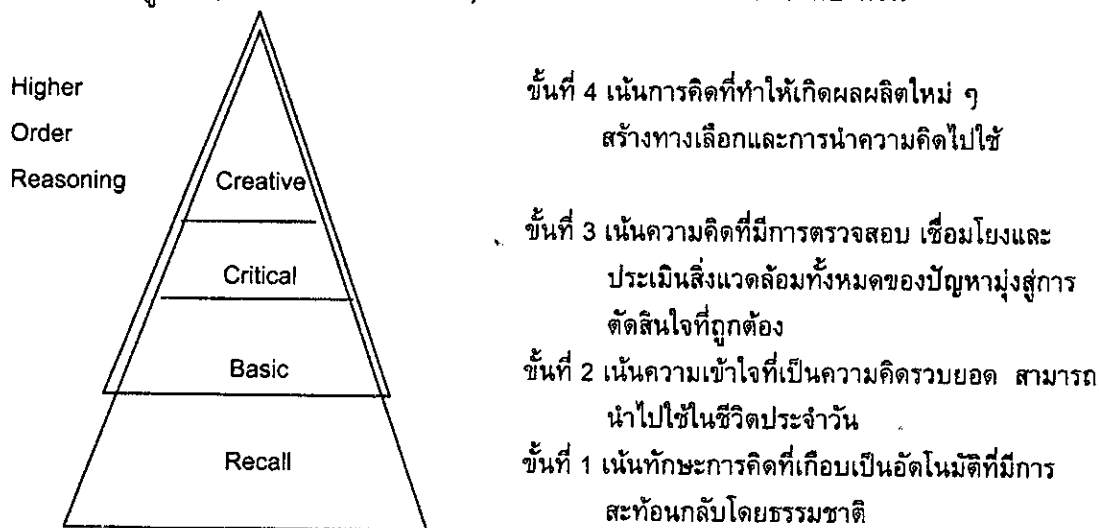 Higher
Order
Reasoning
Creative
Critical
Basic
Recall
ขั้นที่ 4 เน้นการคิดที่ทำให้เกิดผลผลิตใหม่ ๆ
สร้างทางเลือกและการนำความคิดไปใช้
ขั้นที่ 3 เน้นความคิดที่มีการตรวจสอบ เชื่อมโยงและ
ประเมินสิ่งแวดล้อมทั้งหมดของปัญหามุ่งสู่การ
ตัดสินใจที่ถูกต้อง
ขั้นที่ 2 เน้นความเข้าใจที่เป็นความคิดรวบยอด สามารถ
นำไปใช้ในชีวิตประจำวัน
ขั้นที่ 1 เน้นทักษะการคิดที่เกือบเป็นอัตโนมัติที่มีการ
สะท้อนกลับโดยธรรมชาติ